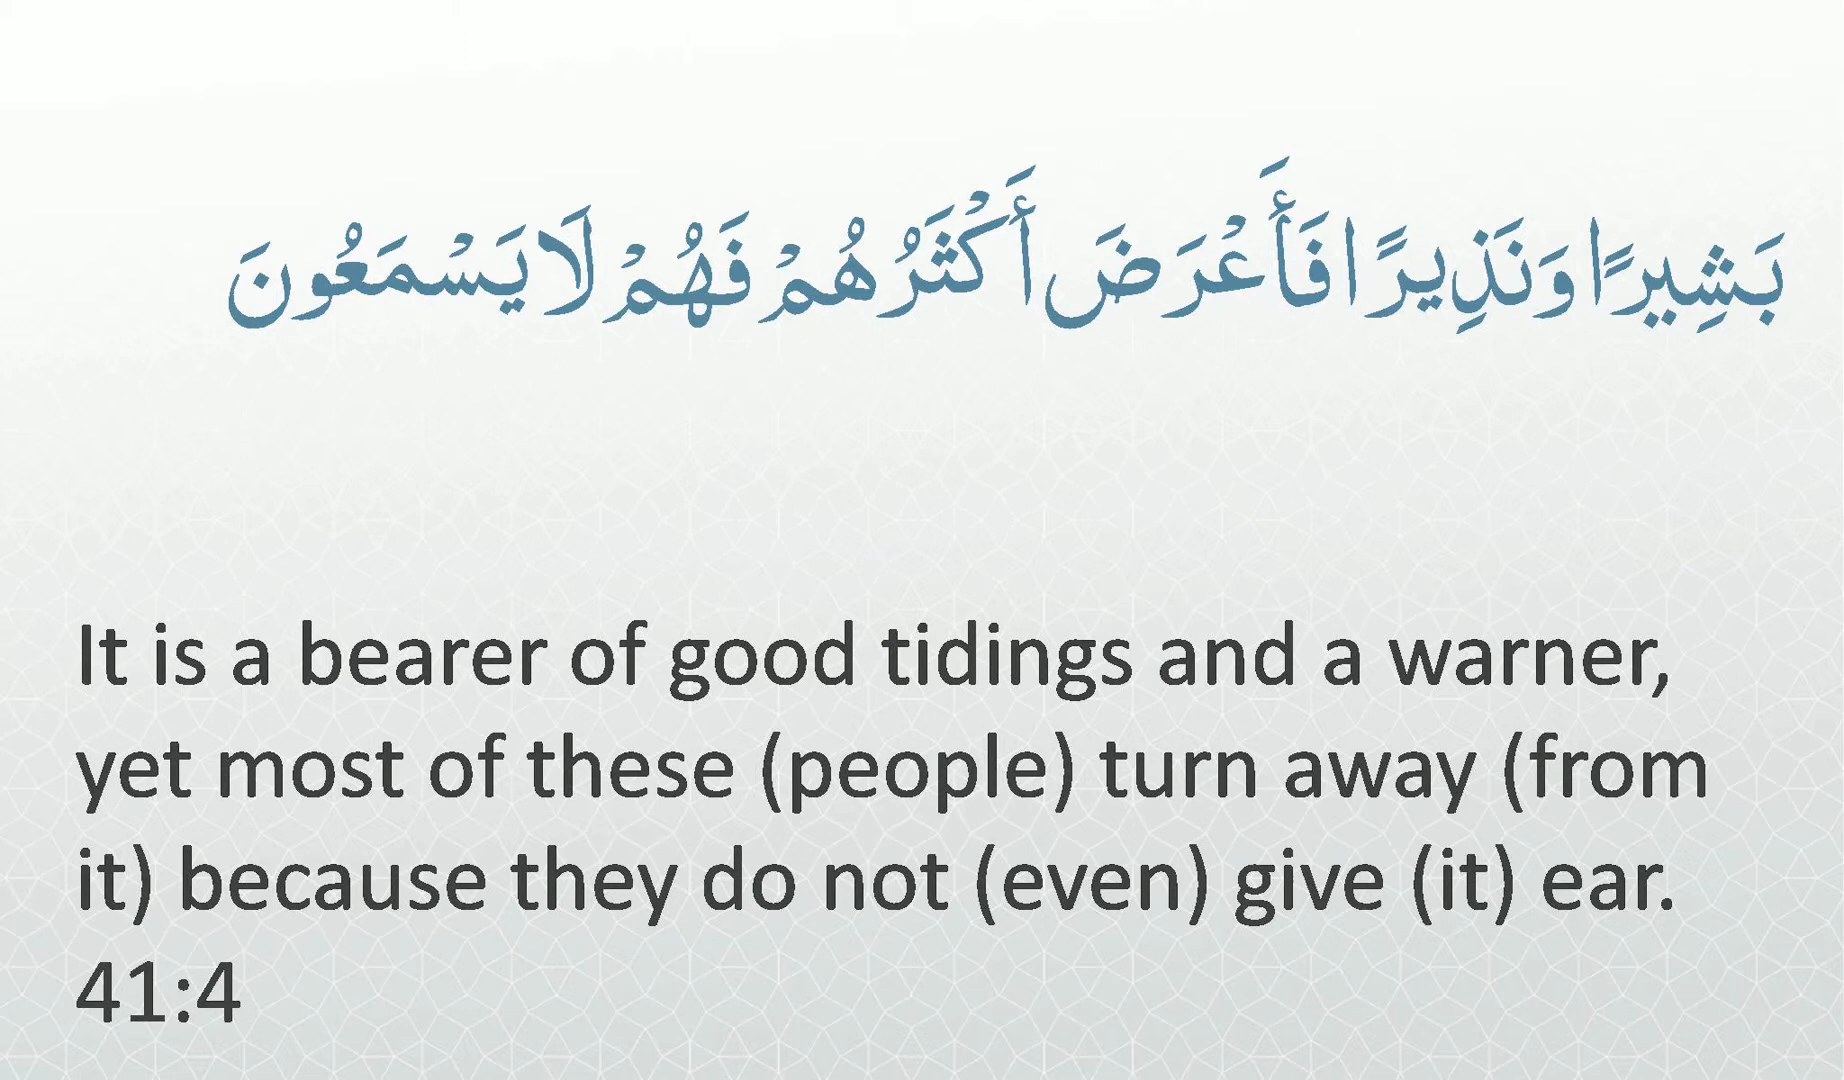 بَشِيرًا وَنَذِيرًا فَأَعْرَضَ أَكْثَرُهُمْ فَهُمْ لَا يَسْمَعُونَ
It is a bearer of good tidings and a warner,
yet most of these (people) turn away (from
it) because they do not (even) give (it) ear.
41:4